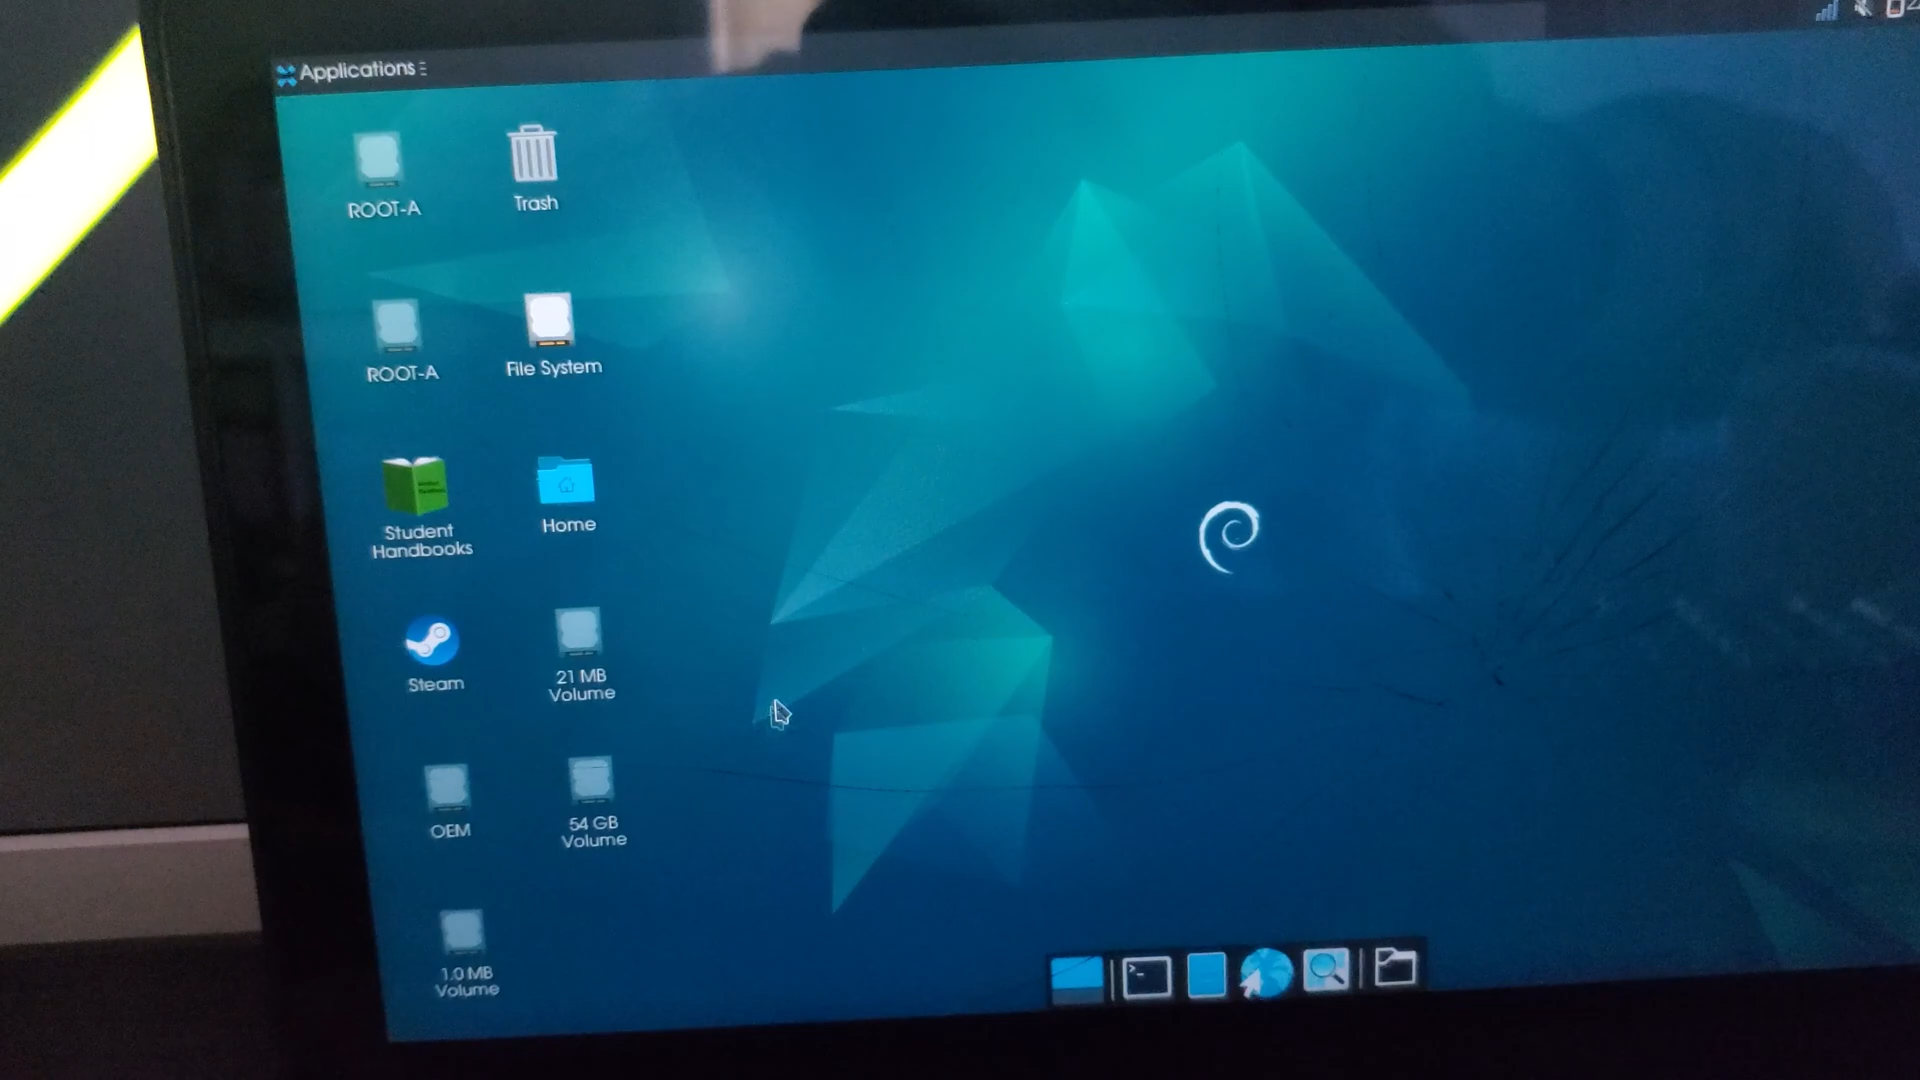 Applications
ROOT-A
Trash
ROOT-A
File System
Student
Handbooks
Home
Steam
21 MB
Volume
OEM
54 GB
Volume
1.0 MB
Volume